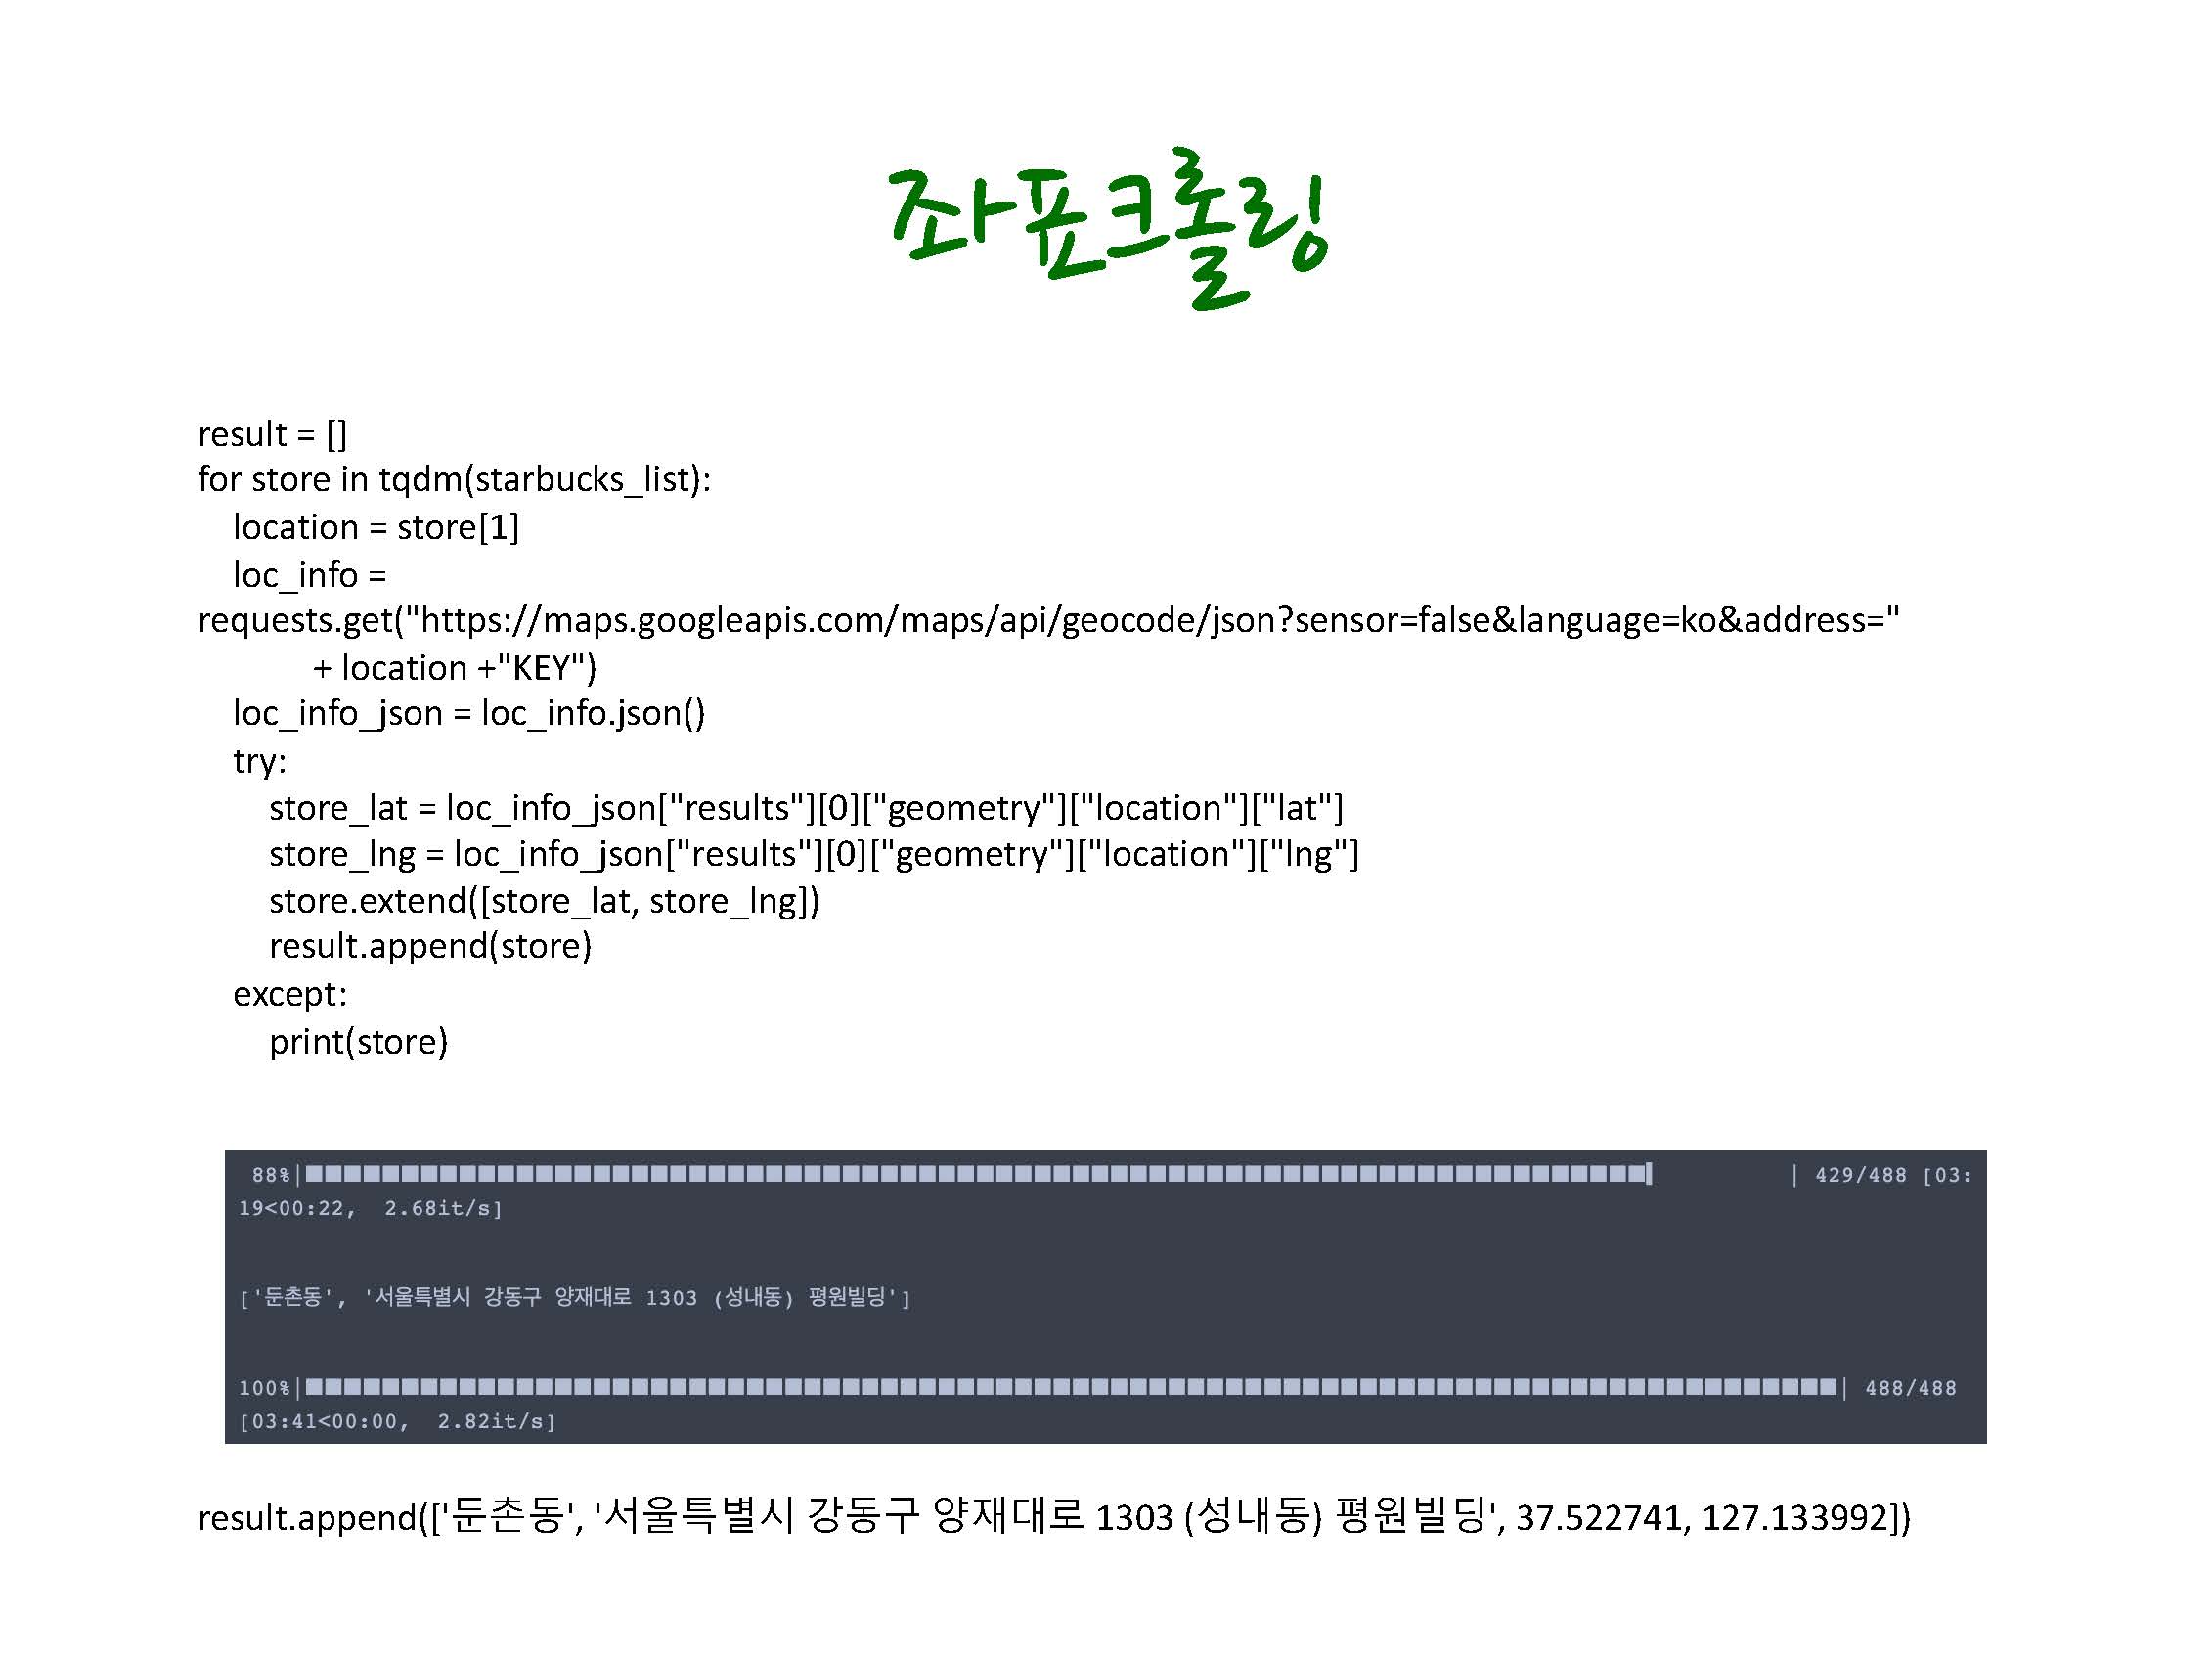 좌표크롤링
result = []
for store in tqdm(starbucks_list):
location = store[1]
loc_info =
requests.get("https://maps.googleapis.com/maps/api/geocode/json?sensor=false&language=ko&address="
+ location +"KEY")
loc_info_json = loc_info.json()
try:
store_lat = loc_info_json["results"][0]["geometry"]["location"]["lat"]
store_lng = loc_info_json["results"][0]["geometry"]["location"]["lng"]
store.extend([store_lat, store_lng])
result.append(store)
except:
print(store)
88%| | 429/488 [03:
19<00:22, 2.68it/s]
['둔촌동', '서울특별시 강동구 양재대로 1303 (성내동) 평원빌딩']
100%| | 488/488
[03:41<00:00, 2.82it/s]
result.append(['둔촌동', '서울특별시 강동구 양재대로 1303 (성내동) 평원빌딩', 37.522741, 127.133992])